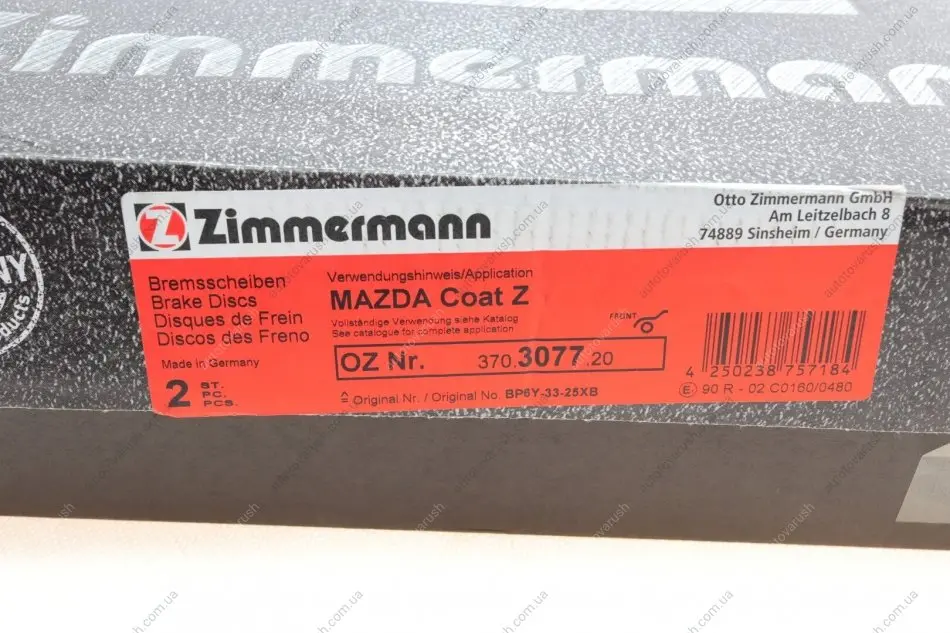 Zimmermann
Z Zimmermann
Otto Zimmermann GmbH
Am Leitzelbach 8
74889 Sinsheim / Germany
Bremsscheiben
Brake Discs
Disques de Frein
Discos des Freno
Made in Germany
2 ST.
PC.
PCS.
Verwendungshinweis/Application
MAZDA Coat Z
Vollständige Verwendung siehe Katalog
See catalogue for complete application
FRONT
OZ Nr. 370.3077.20
Original Nr. / Original No. BP6Y-33-25XB
4 250238 757184
E 90 R - 02 C0160/0480
autotovarush.com.ua